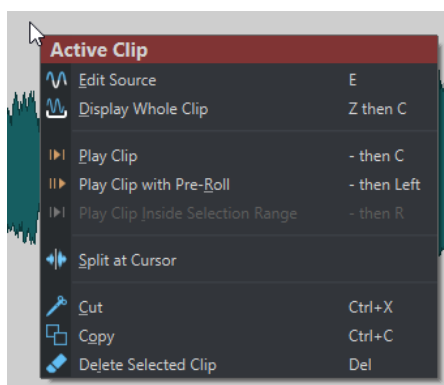 Active Clip
Edit Source E
Display Whole Clip Z then C
Play Clip - then C
Play Clip with Pre-Roll - then Left
Play Clip Inside Selection Range - then R
Split at Cursor
Cut Ctrl+X
Copy Ctrl+C
Delete Selected Clip Del